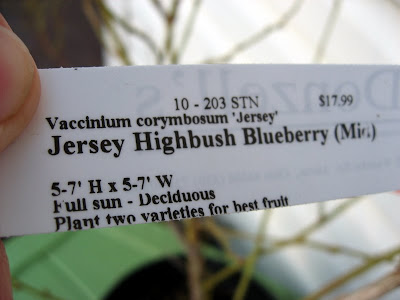 10 - 203 STN $17.99
Vaccinium corymbosum 'Jersey'
Jersey Highbush Blueberry (Mid.)
5-7' H x 5-7' W
Full sun - Deciduous
Plant two varieties for best fruit